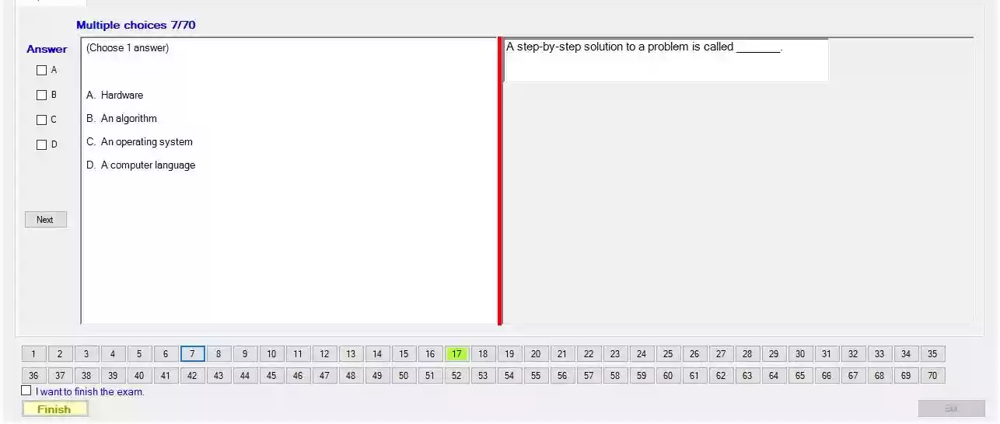 Multiple choices 7/70
Answer
(Choose 1 answer)
A step-by-step solution to a problem is called _______.
A
B
C
D
A. Hardware
B. An algorithm
C. An operating system
D. A computer language
Next
1 2 3 4 5 6 7 8 9 10 11 12 13 14 15 16 17 18 19 20 21 22 23 24 25 26 27 28 29 30 31 32 33 34 35
36 37 38 39 40 41 42 43 44 45 46 47 48 49 50 51 52 53 54 55 56 57 58 59 60 61 62 63 64 65 66 67 68 69 70
I want to finish the exam.
Finish
Exit